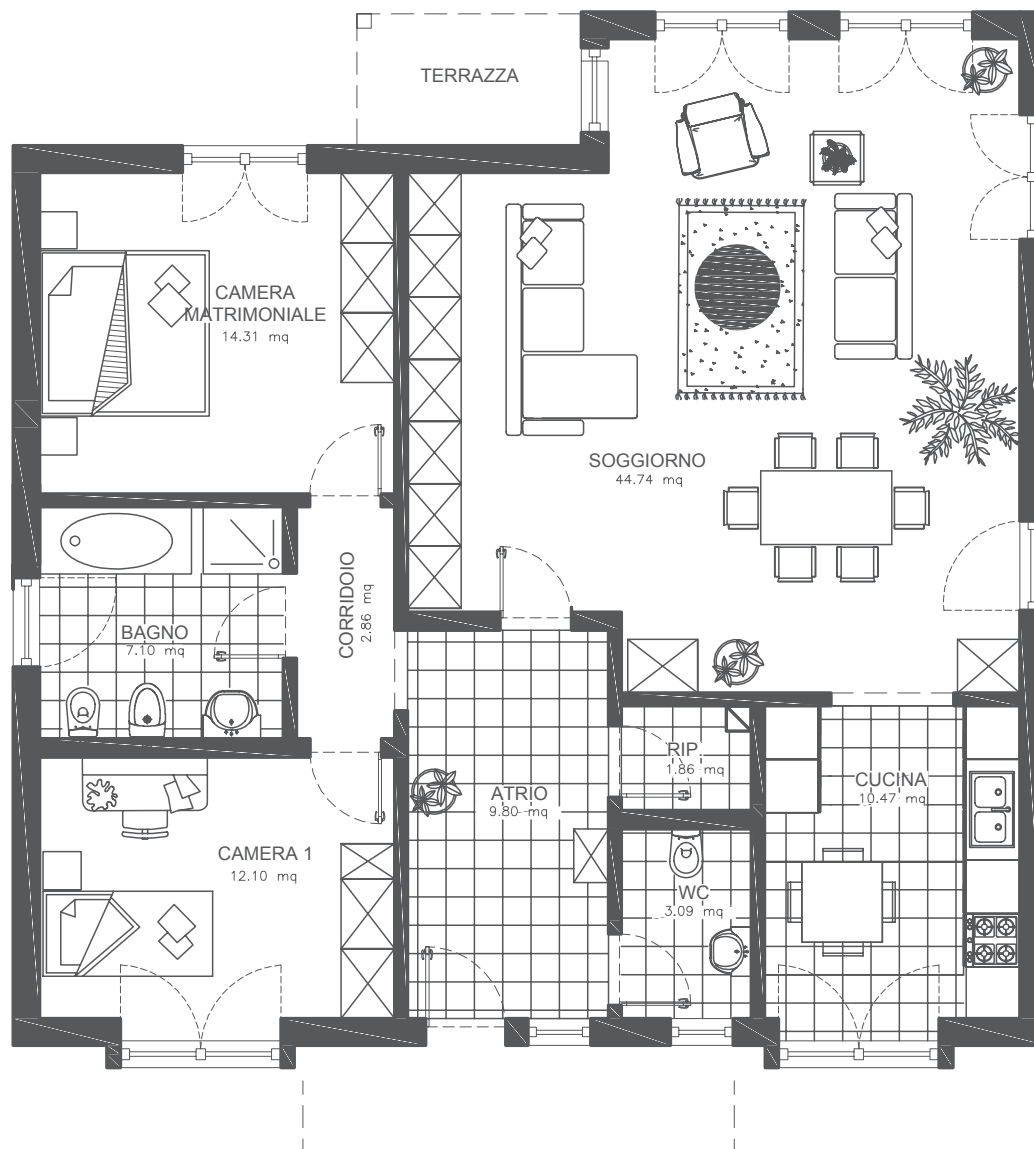 TERRAZZA
CAMERA
MATRIMONIALE
14.31 mq
SOGGIORNO
44.74 mq
CORRIDOIO
2.86 mq
BAGNO
7.10 mq
RIP
1.86 mq
ATRIO
9.80 mq
CUCINA
10.47 mq
CAMERA 1
12.10 mq
WC
3.09 mq